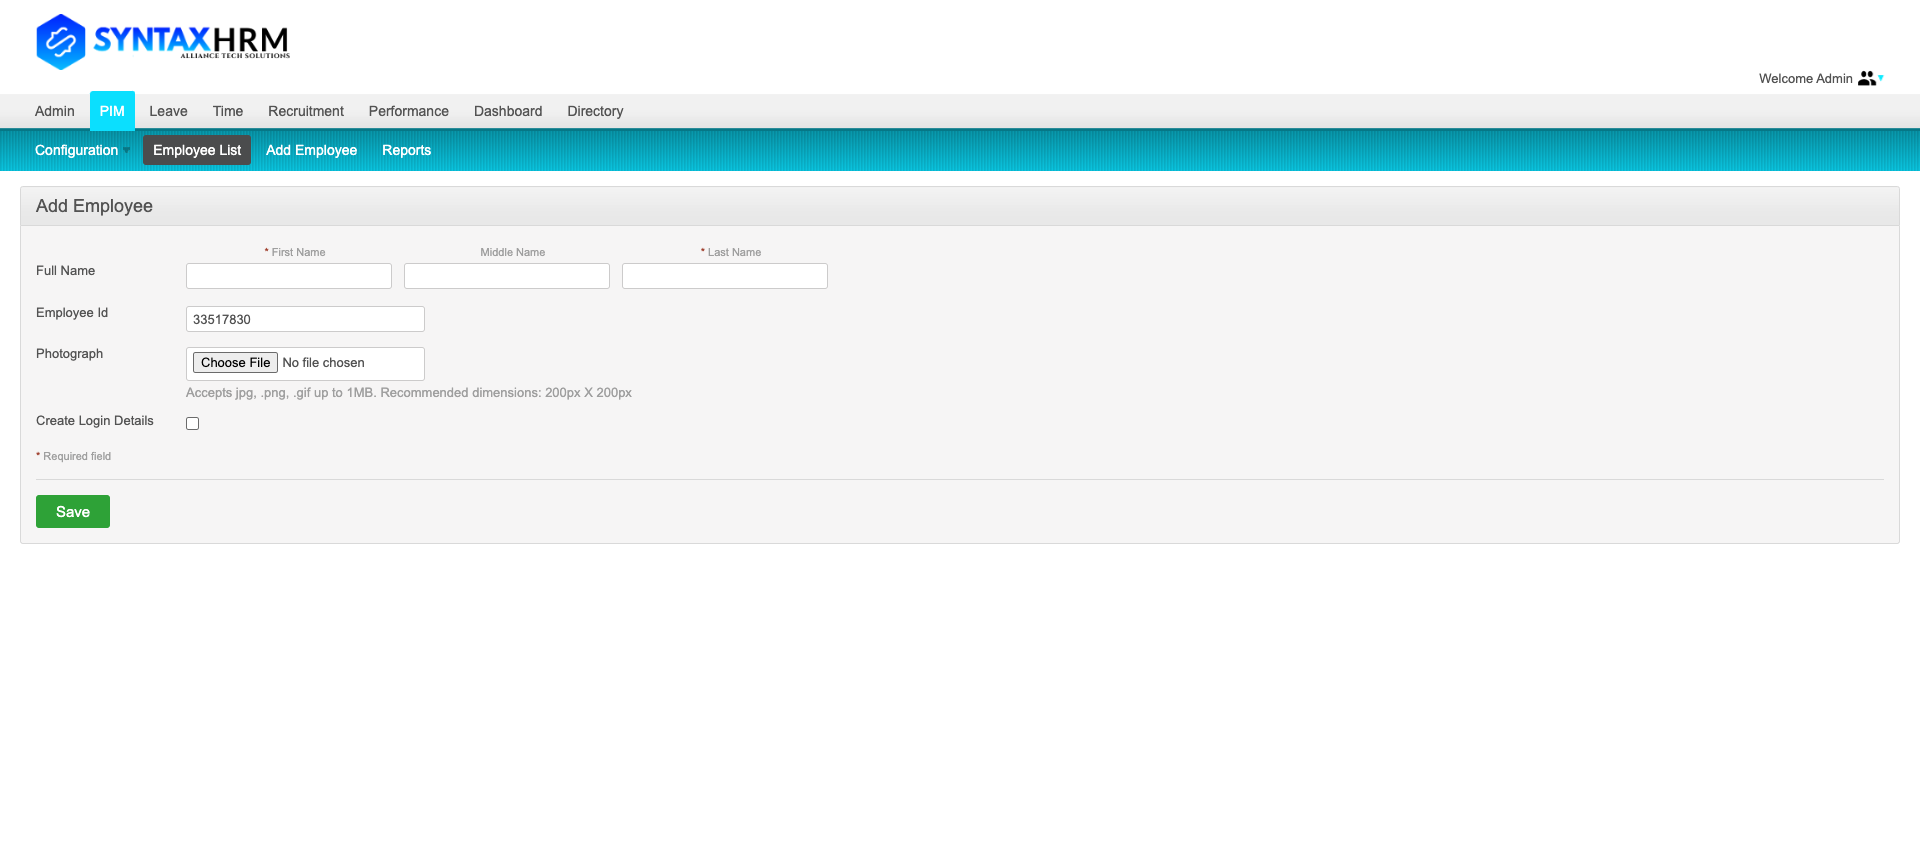 SYNTAXHRM
ALLIANCE TECH SOLUTIONS
Welcome Admin
Admin PIM Leave Time Recruitment Performance Dashboard Directory
Configuration Employee List Add Employee Reports
Add Employee
* First Name Middle Name * Last Name
Full Name
Employee Id 33517830
Photograph Choose File No file chosen
Accepts jpg, .png, .gif up to 1MB. Recommended dimensions: 200px X 200px
Create Login Details
* Required field
Save